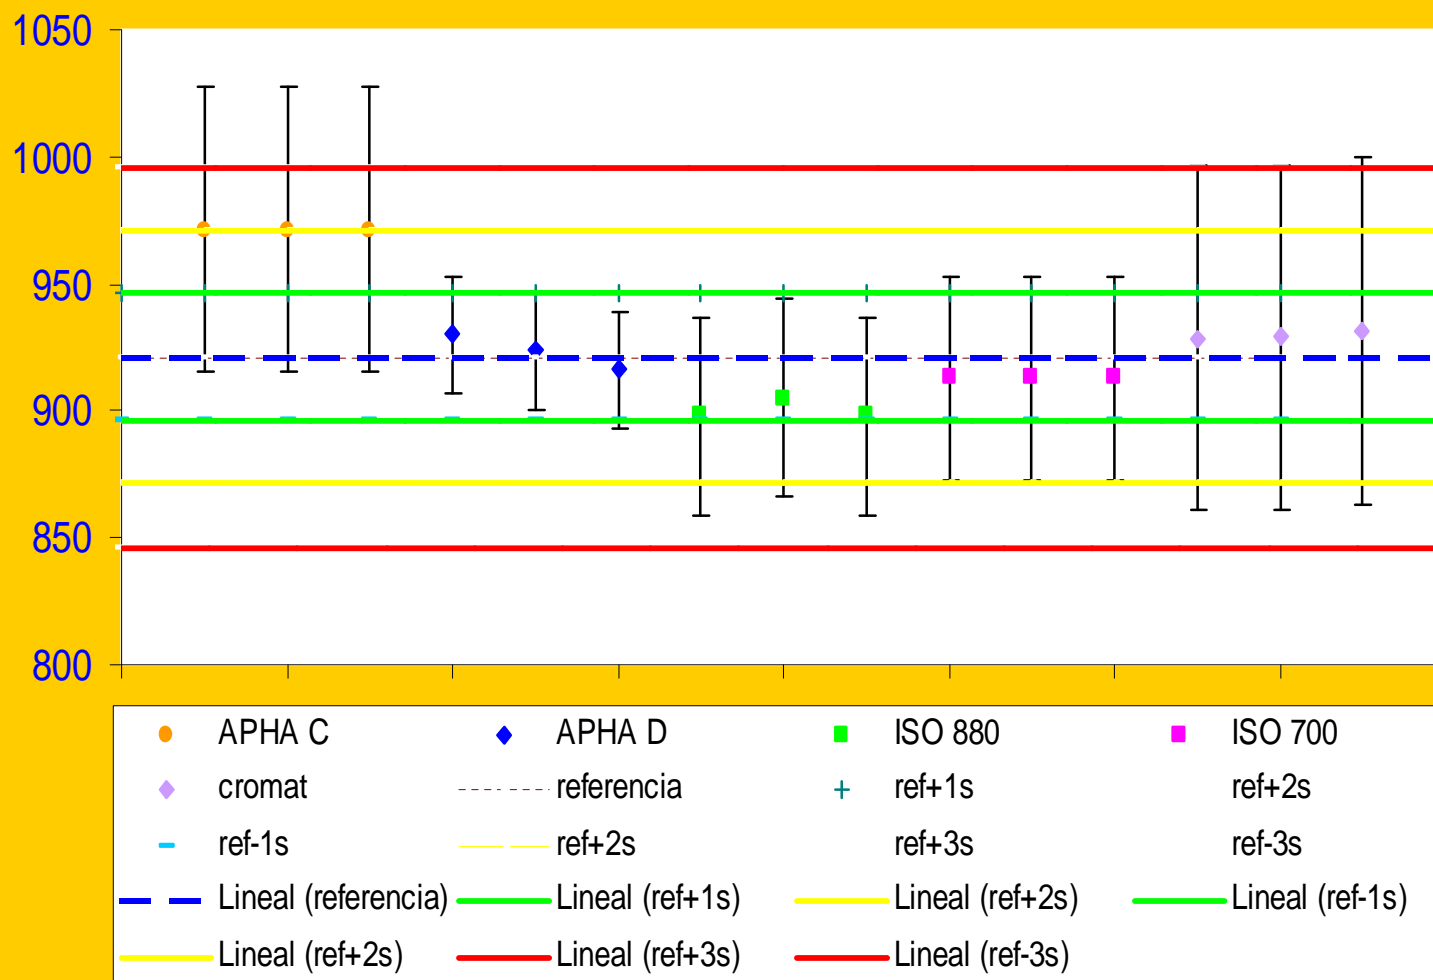 1050
1000
950
900
850
800
APHA C APHA D ISO 880 ISO 700
cromat referencia ref+1s ref+2s
ref-1s ref+2s ref+3s ref-3s
Lineal (referencia) Lineal (ref+1s) Lineal (ref+2s) Lineal (ref-1s)
Lineal (ref+2s) Lineal (ref+3s) Lineal (ref-3s)